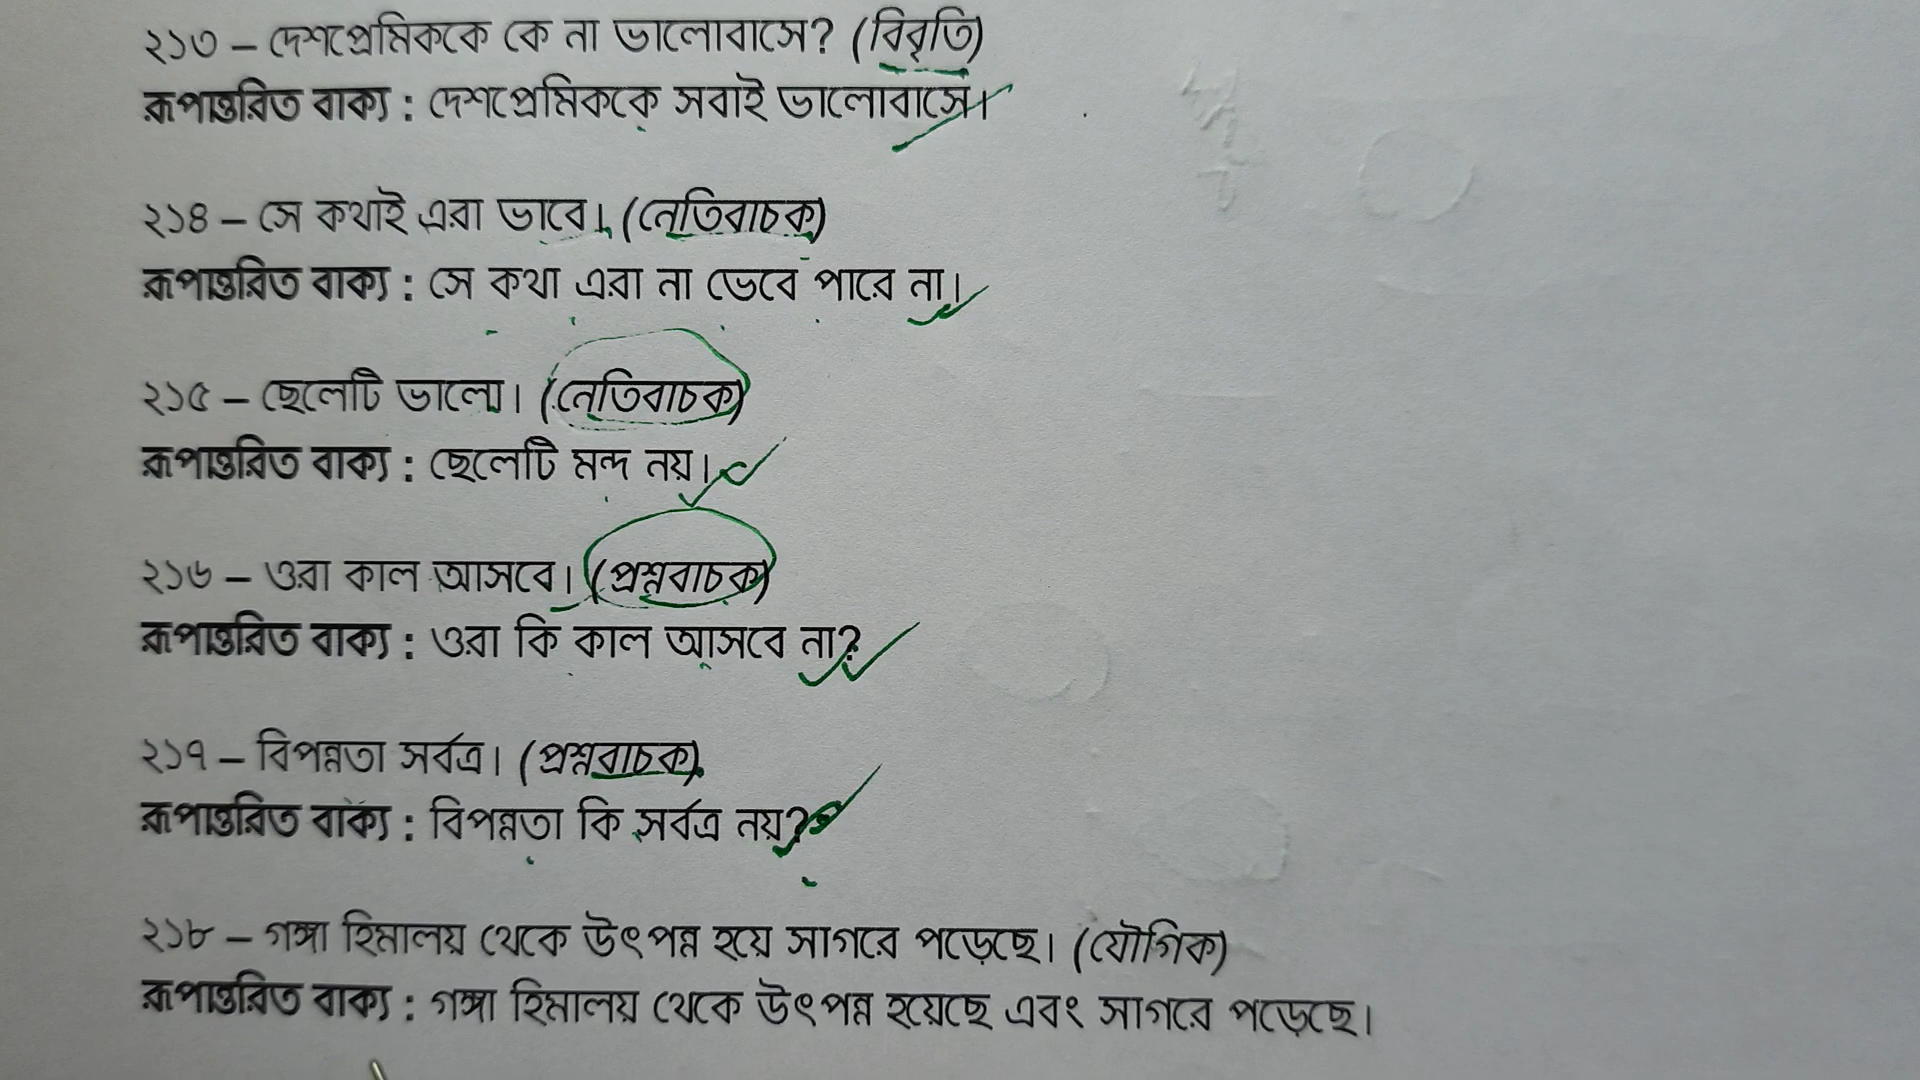 ২১৩ – দেশপ্রেমিককে কে না ভালোবাসে? (বিবৃতি)
রূপান্তরিত বাক্য : দেশপ্রেমিককে সবাই ভালোবাসে।
২১৪ – সে কথাই এরা ভাবে। (নেতিবাচক)
রূপান্তরিত বাক্য : সে কথা এরা না ভেবে পারে না।
২১৫ – ছেলেটি ভালো। (নেতিবাচক)
রূপান্তরিত বাক্য : ছেলেটি মন্দ নয়।
২১৬ – ওরা কাল আসবে। (প্রশ্নবাচক)
রূপান্তরিত বাক্য : ওরা কি কাল আসবে না?
২১৭ – বিপন্নতা সর্বত্র। (প্রশ্নবাচক)
রূপান্তরিত বাক্য : বিপন্নতা কি সর্বত্র নয়?
২১৮ – গঙ্গা হিমালয় থেকে উৎপন্ন হয়ে সাগরে পড়েছে। (যৌগিক)
রূপান্তরিত বাক্য : গঙ্গা হিমালয় থেকে উৎপন্ন হয়েছে এবং সাগরে পড়েছে।